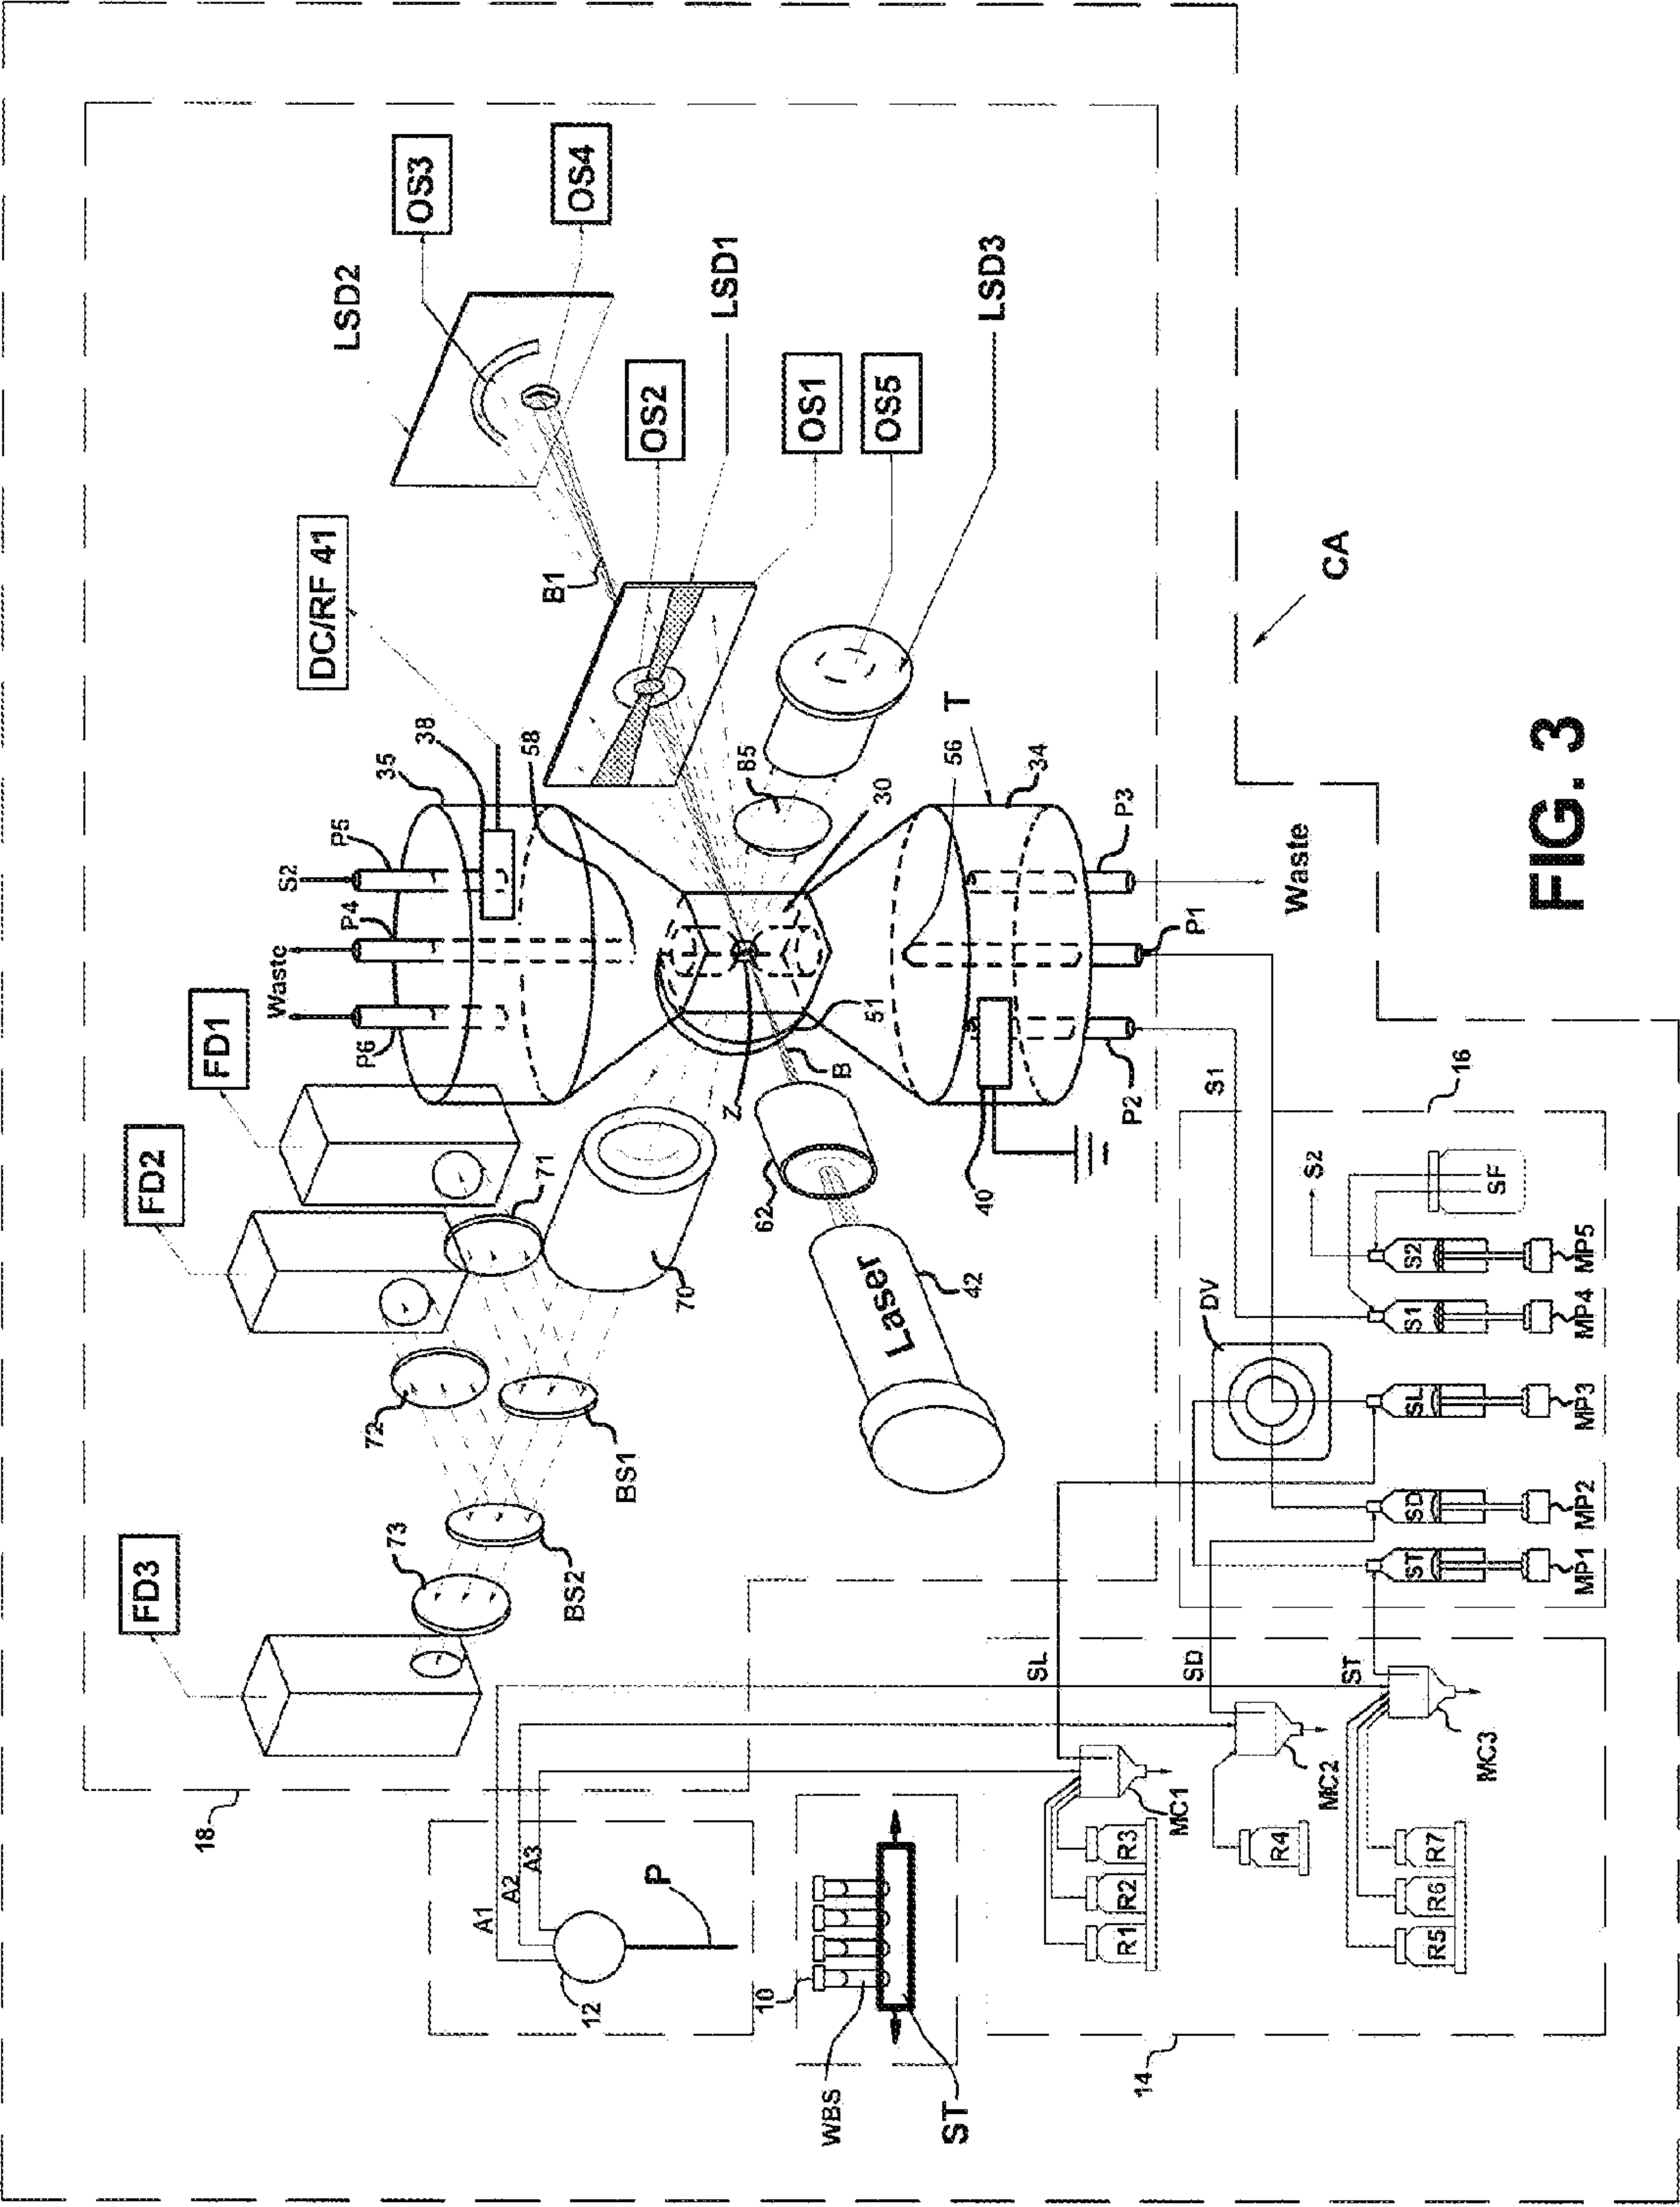 OS3
OS4
LSD2
OS2
LSD1
OS1
OS5
LSD3
DC/RF 41
B1
38
58
35
P5
S2
P4
Waste
P6
T
56
34
P3
Waste
P1
P2
S1
30
85
51
B
Z
62
40
42
Laser
70
71
72
73
BS1
BS2
FD1
FD2
FD3
CA
FIG. 3
16
S2
SF
S2
MP5
S1
MP4
DV
SL
MP3
SD
MP2
ST
MP1
SL
SD
ST
MC1
MC2
MC3
R1
R2
R3
R4
R5
R6
R7
14
18
A1
A2
A3
12
P
10
WBS
ST